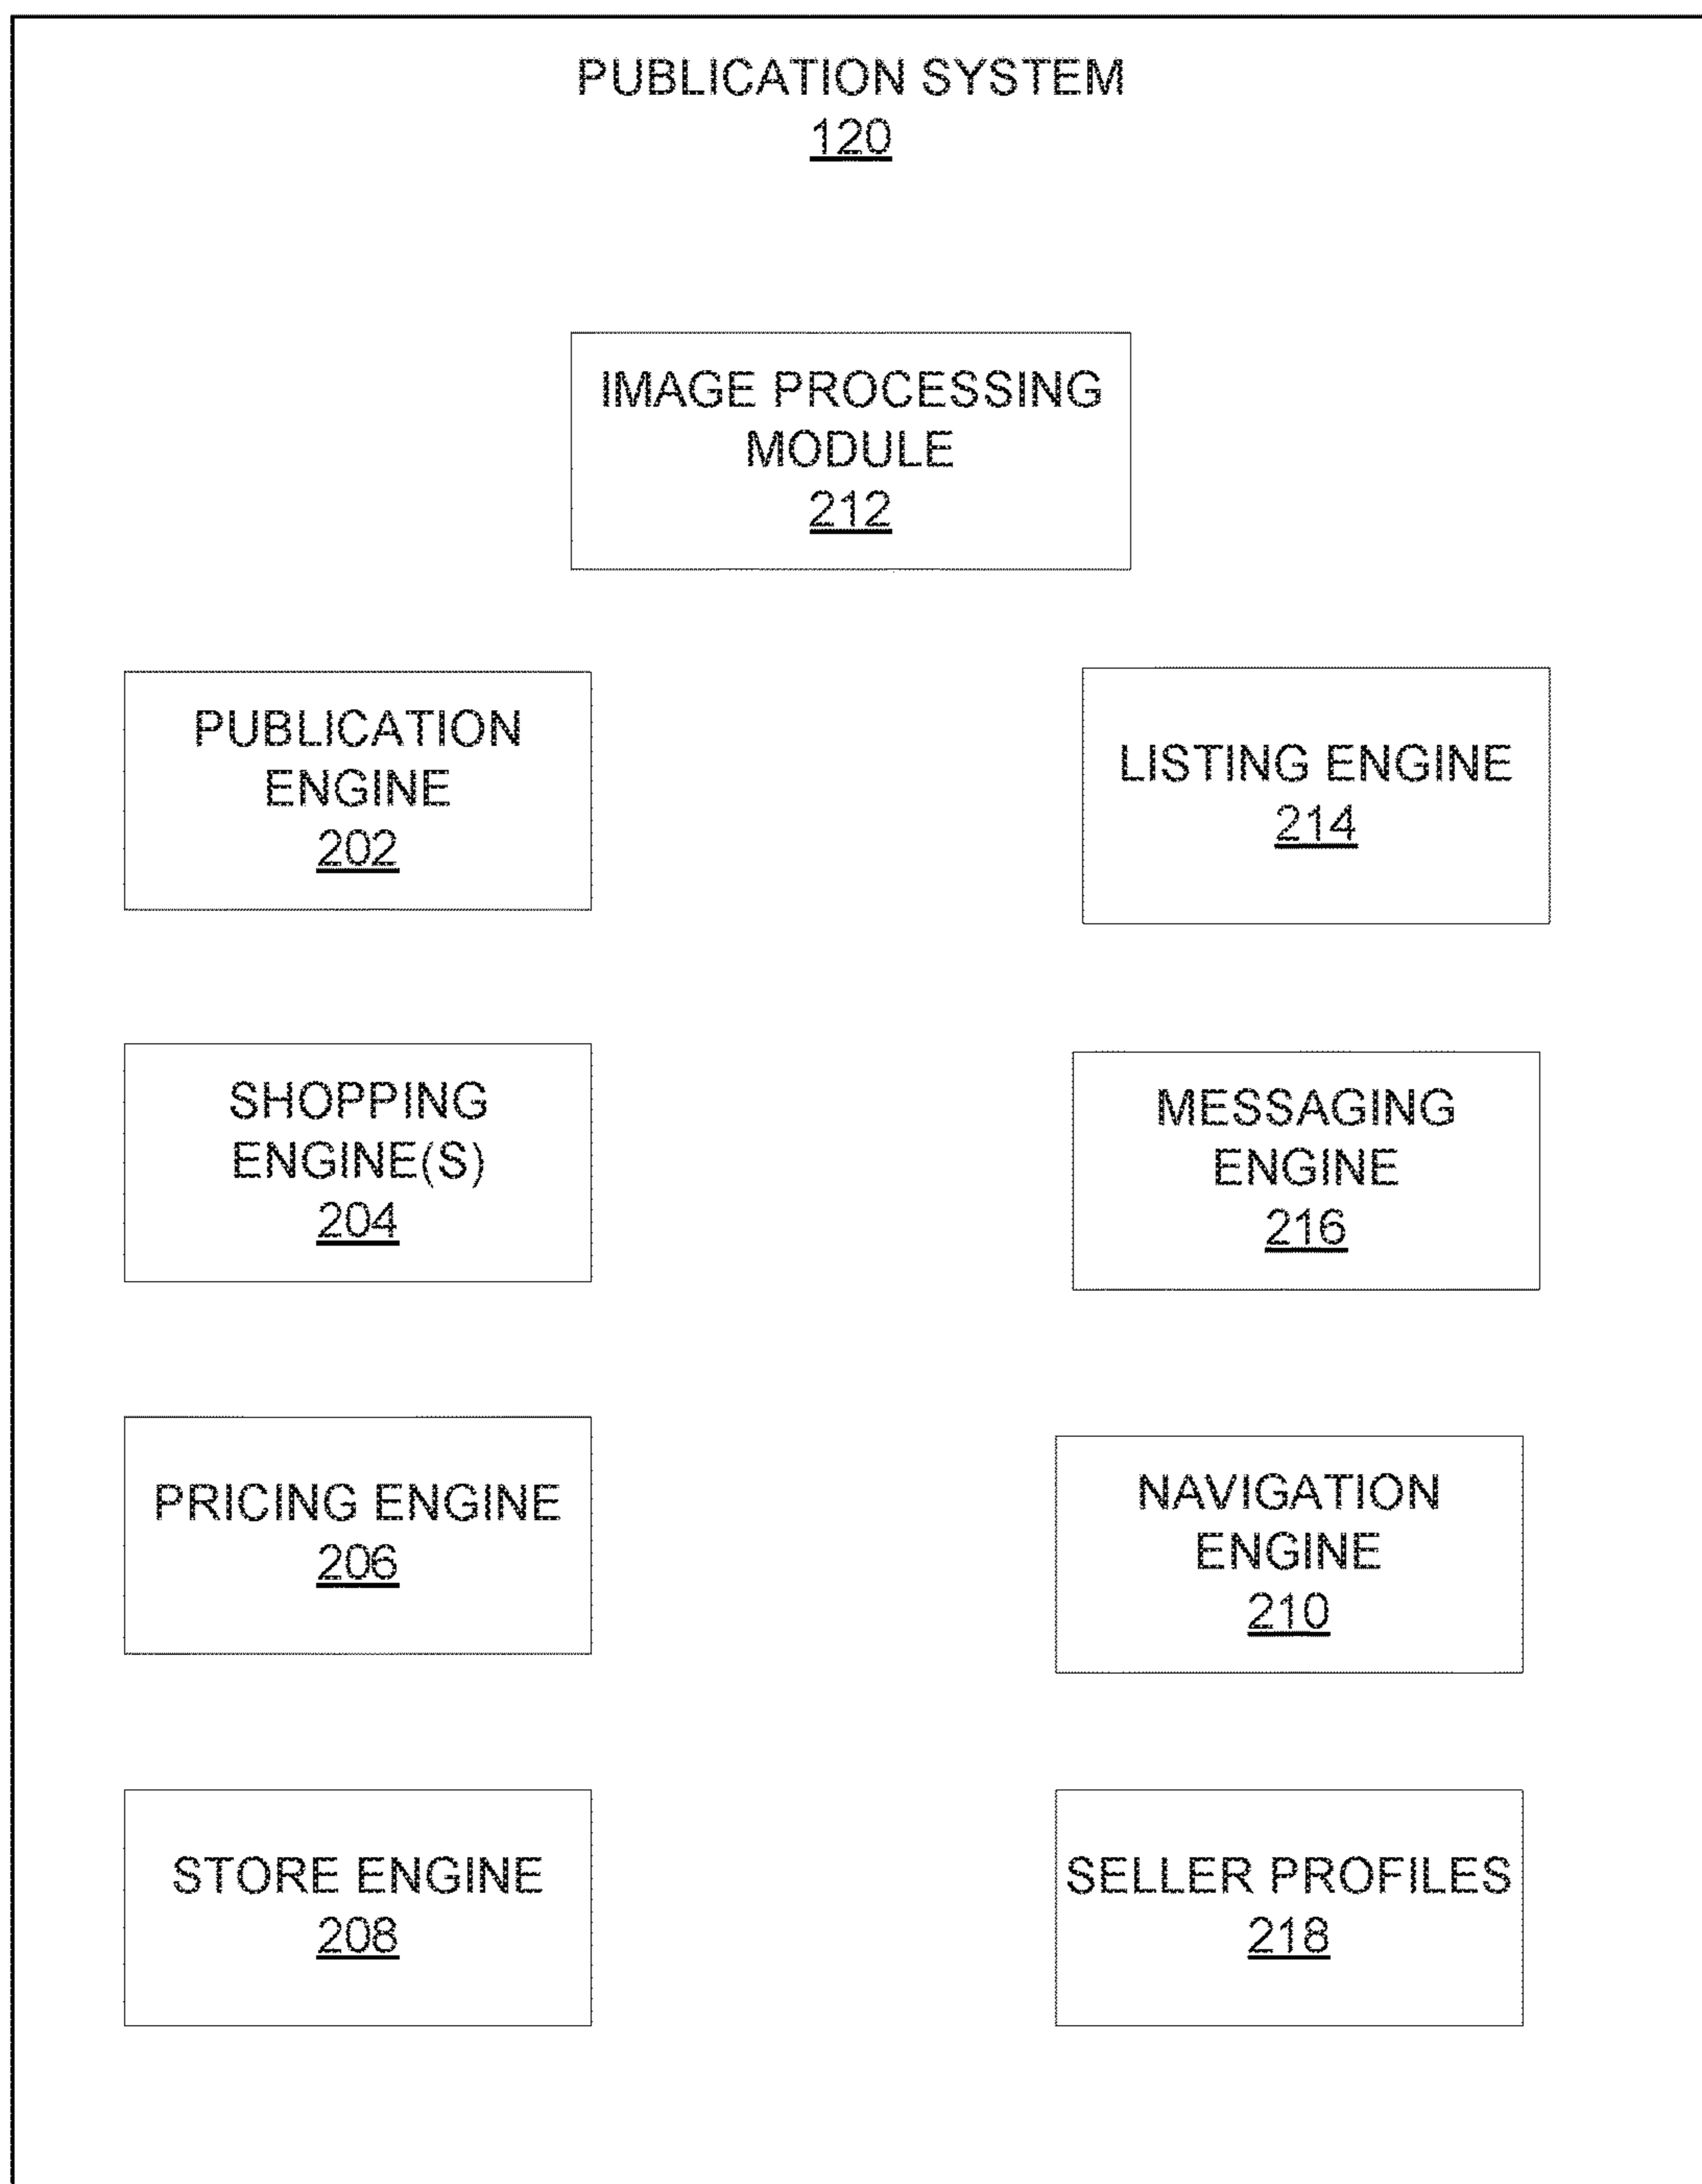 PUBLICATION SYSTEM
120
IMAGE PROCESSING
MODULE
212
PUBLICATION
ENGINE
202
LISTING ENGINE
214
SHOPPING
ENGINE(S)
204
MESSAGING
ENGINE
216
PRICING ENGINE
206
NAVIGATION
ENGINE
210
STORE ENGINE
208
SELLER PROFILES
218